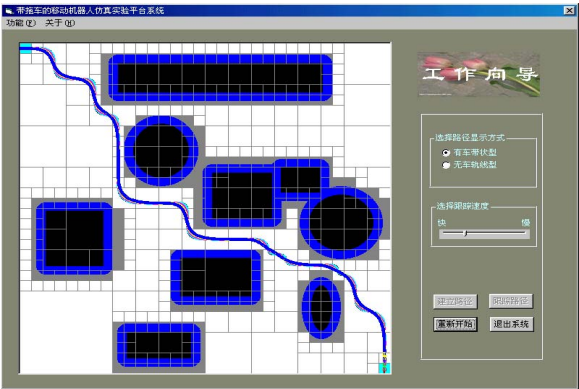 带拖车的移动机器人仿真实验平台系统
功能(F) 关于(H)
工作向导
选择路径显示方式
有车带状型
无车轨线型
选择跟踪速度
快 慢
建立路径 跟踪路径
重新开始 退出系统